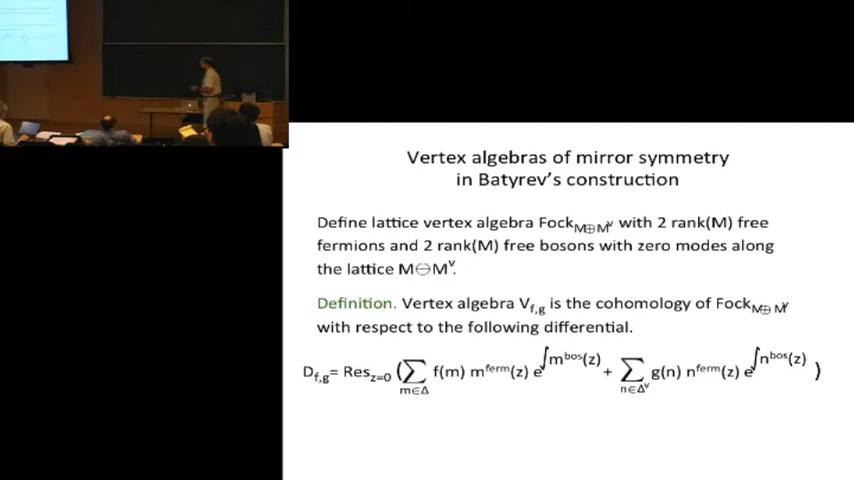 Vertex algebras of mirror symmetry
in Batyrev's construction
Define lattice vertex algebra Fock_{M⊕M^∨} with 2 rank(M) free
fermions and 2 rank(M) free bosons with zero modes along
the lattice M⊖M^∨.
Definition. Vertex algebra V_{f,g} is the cohomology of Fock_{M⊕M^∨}
with respect to the following differential.
D_{f,g}= Res_{z=0} (∑_{m∈Δ} f(m) m^{ferm}(z) e^{∫m^{bos}(z)} + ∑_{n∈Δ^∨} g(n) n^{ferm}(z) e^{∫n^{bos}(z)} )